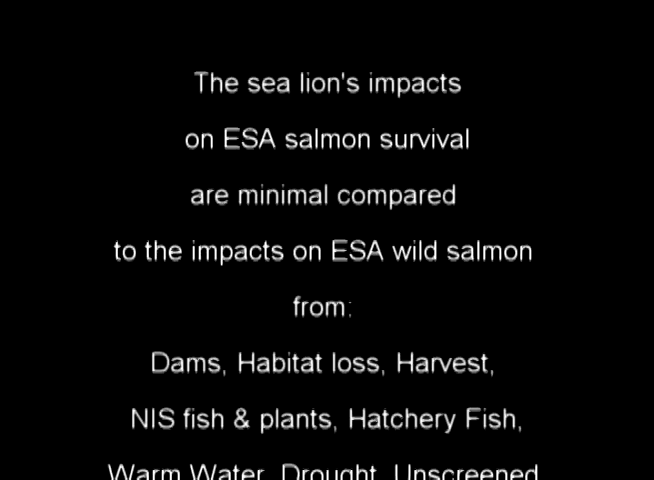 The sea lion's impacts
on ESA salmon survival
are minimal compared
to the impacts on ESA wild salmon
from:
Dams, Habitat loss, Harvest,
NIS fish & plants, Hatchery Fish,
Warm Water, Drought, Unscreened